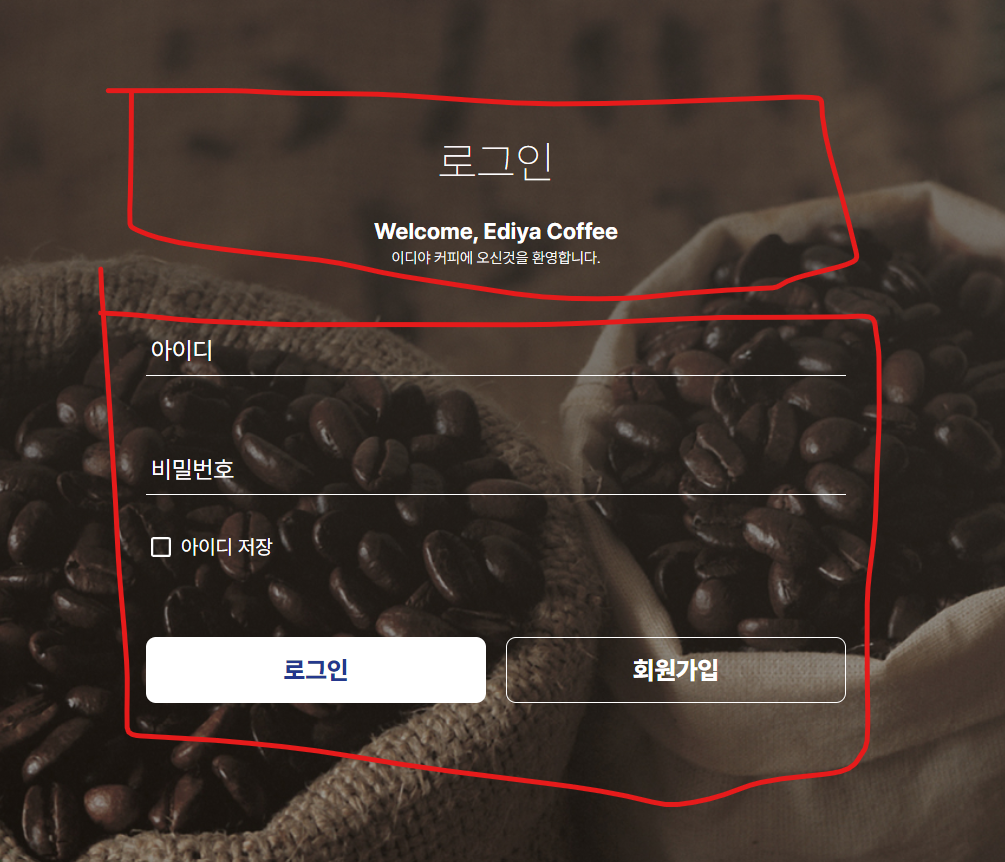 로그인
Welcome, Ediya Coffee
이디야 커피에 오신것을 환영합니다.
아이디
비밀번호
아이디 저장
로그인
회원가입